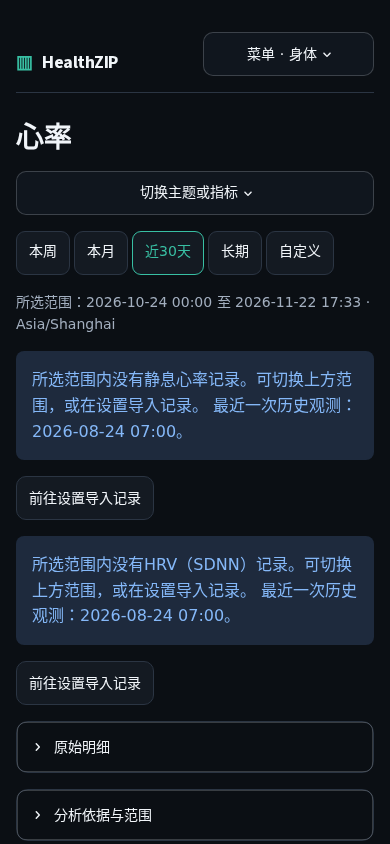 HealthZIP
菜单 · 身体
心率
切换主题或指标
本周
本月
近30天
长期
自定义
所选范围：2026-10-24 00:00 至 2026-11-22 17:33 ·
Asia/Shanghai
所选范围内没有静息心率记录。可切换上方范
围，或在设置导入记录。 最近一次历史观测：
2026-08-24 07:00。
前往设置导入记录
所选范围内没有HRV（SDNN）记录。可切换
上方范围，或在设置导入记录。 最近一次历史
观测：2026-08-24 07:00。
前往设置导入记录
原始明细
分析依据与范围